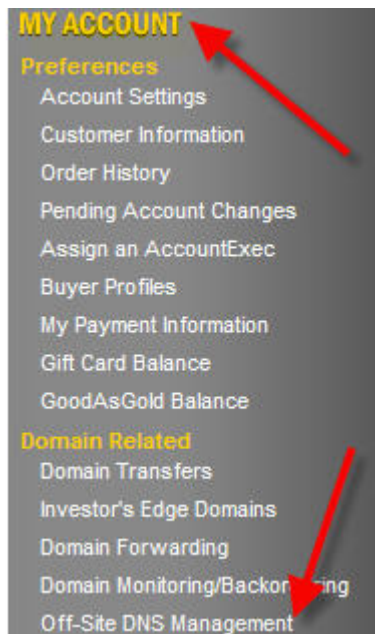 MY ACCOUNT
Preferences
Account Settings
Customer Information
Order History
Pending Account Changes
Assign an AccountExec
Buyer Profiles
My Payment Information
Gift Card Balance
GoodAsGold Balance
Domain Related
Domain Transfers
Investor's Edge Domains
Domain Forwarding
Domain Monitoring/Backordering
Off-Site DNS Management